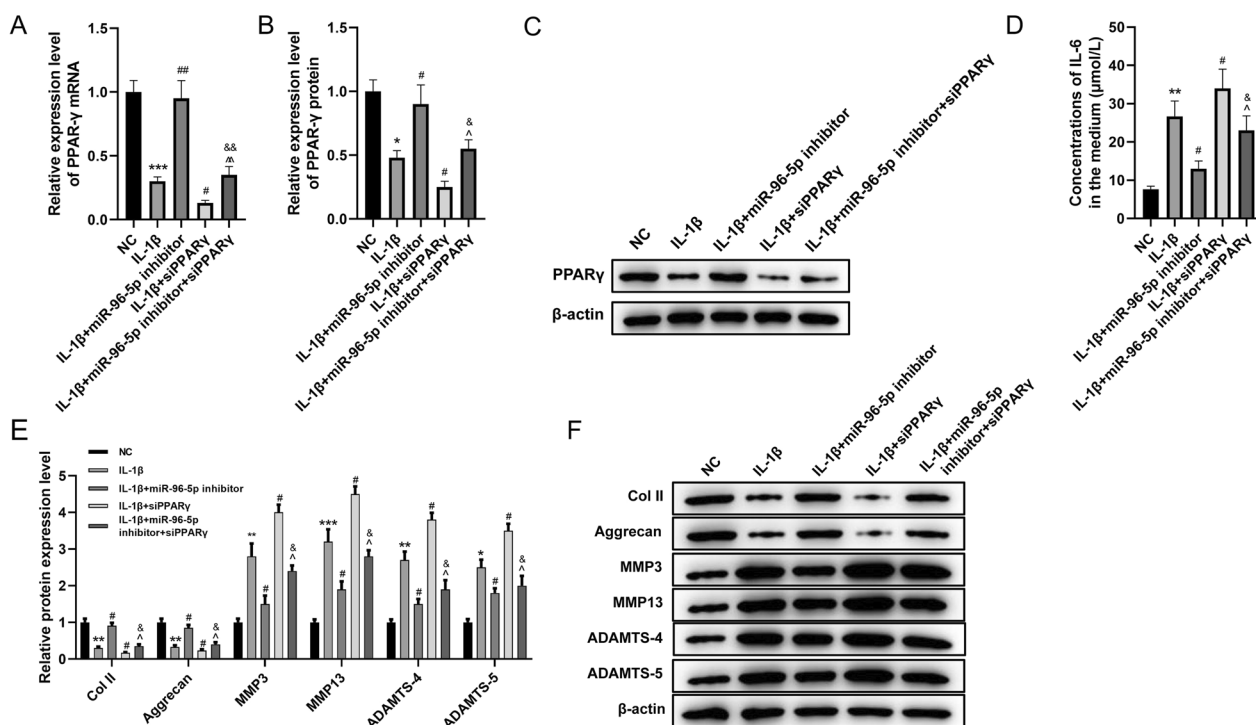 A
Relative expression level
of PPAR-γ mRNA
1.5
1.0
0.5
0.0
***
##
#
&&
^^
NC
IL-1β
IL-1β+miR-96-5p inhibitor
IL-1β+siPPARγ
IL-1β+miR-96-5p inhibitor+siPPARγ
B
Relative expression level
of PPAR-γ protein
1.5
1.0
0.5
0.0
*
#
#
&
^
NC
IL-1β
IL-1β+miR-96-5p inhibitor
IL-1β+siPPARγ
IL-1β+miR-96-5p inhibitor+siPPARγ
C
NC
IL-1β
IL-1β+miR-96-5p inhibitor
IL-1β+siPPARγ
IL-1β+miR-96-5p inhibitor+siPPARγ
PPARγ
β-actin
D
Concentrations of IL-6
in the medium (μmol/L)
50
40
30
20
10
0
**
#
#
&
^
NC
IL-1β
IL-1β+miR-96-5p inhibitor
IL-1β+siPPARγ
IL-1β+miR-96-5p inhibitor+siPPARγ
E
Relative protein expression level
5
4
3
2
1
0
NC
IL-1β
IL-1β+miR-96-5p inhibitor
IL-1β+siPPARγ
IL-1β+miR-96-5p
inhibitor+siPPARγ
**
#
#
&
^
**
#
#
&
^
**
#
#
&
^
***
#
#
&
^
**
#
#
&
^
*
#
#
&
^
Col II
Aggrecan
MMP3
MMP13
ADAMTS-4
ADAMTS-5
F
NC
IL-1β
IL-1β+miR-96-5p inhibitor
IL-1β+siPPARγ
IL-1β+miR-96-5p
inhibitor+siPPARγ
Col II
Aggrecan
MMP3
MMP13
ADAMTS-4
ADAMTS-5
β-actin